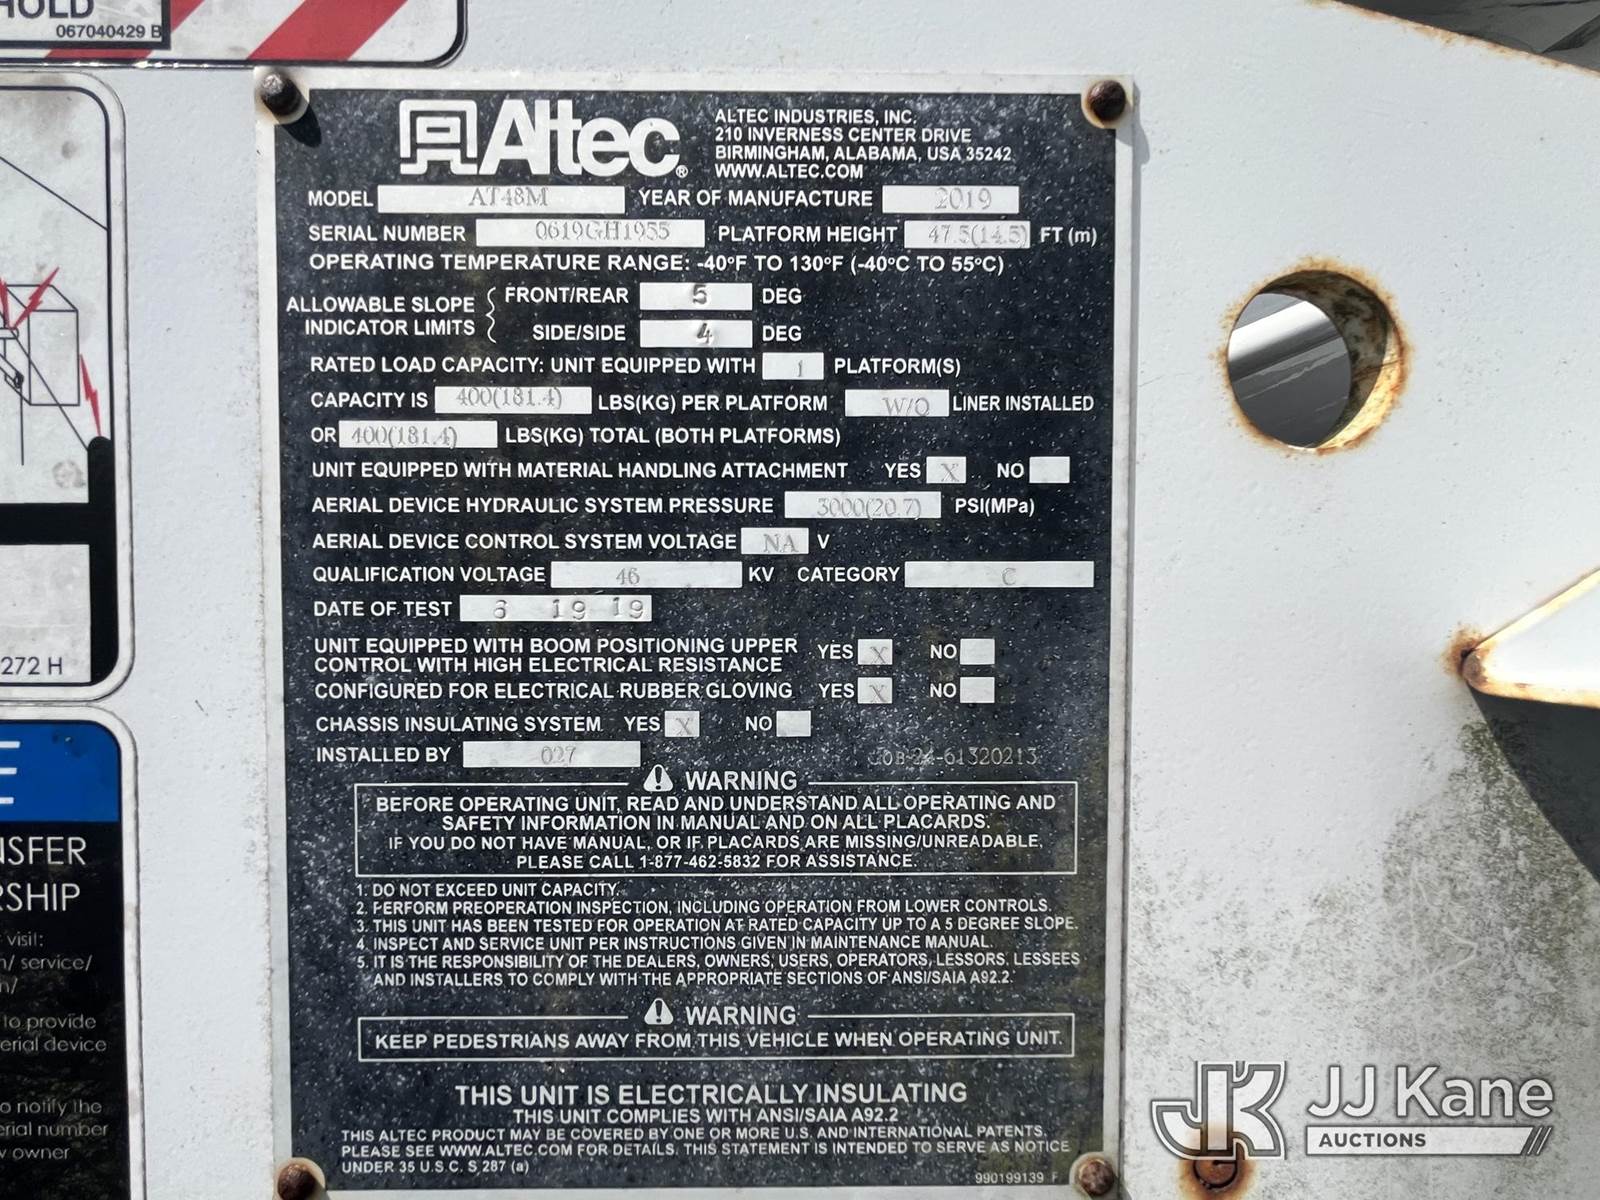 HOLD
067040429 B
Altec®
ALTEC INDUSTRIES, INC.
210 INVERNESS CENTER DRIVE
BIRMINGHAM, ALABAMA, USA 35242
WWW.ALTEC.COM
MODEL AT48M YEAR OF MANUFACTURE 2019
SERIAL NUMBER 0619GH1955 PLATFORM HEIGHT 47.5(14.5) FT (m)
OPERATING TEMPERATURE RANGE: -40°F TO 130°F (-40°C TO 55°C)
ALLOWABLE SLOPE INDICATOR LIMITS
FRONT/REAR 5 DEG
SIDE/SIDE 4 DEG
RATED LOAD CAPACITY: UNIT EQUIPPED WITH 1 PLATFORM(S)
CAPACITY IS 400(181.4) LBS(KG) PER PLATFORM W/O LINER INSTALLED
OR 400(181.4) LBS(KG) TOTAL (BOTH PLATFORMS)
UNIT EQUIPPED WITH MATERIAL HANDLING ATTACHMENT YES X NO
AERIAL DEVICE HYDRAULIC SYSTEM PRESSURE 3000(20.7) PSI(MPa)
AERIAL DEVICE CONTROL SYSTEM VOLTAGE NA V
QUALIFICATION VOLTAGE 46 KV CATEGORY C
DATE OF TEST 6 19 19
UNIT EQUIPPED WITH BOOM POSITIONING UPPER
CONTROL WITH HIGH ELECTRICAL RESISTANCE YES X NO
CONFIGURED FOR ELECTRICAL RUBBER GLOVING YES X NO
CHASSIS INSULATING SYSTEM YES X NO
INSTALLED BY 027
-61320213
WARNING
BEFORE OPERATING UNIT, READ AND UNDERSTAND ALL OPERATING AND
SAFETY INFORMATION IN MANUAL AND ON ALL PLACARDS.
IF YOU DO NOT HAVE MANUAL, OR IF PLACARDS ARE MISSING/UNREADABLE,
PLEASE CALL 1-877-462-5832 FOR ASSISTANCE.
1. DO NOT EXCEED UNIT CAPACITY.
2. PERFORM PREOPERATION INSPECTION, INCLUDING OPERATION FROM LOWER CONTROLS.
3. THIS UNIT HAS BEEN TESTED FOR OPERATION AT RATED CAPACITY UP TO A 5 DEGREE SLOPE.
4. INSPECT AND SERVICE UNIT PER INSTRUCTIONS GIVEN IN MAINTENANCE MANUAL.
5. IT IS THE RESPONSIBILITY OF THE DEALERS, OWNERS, USERS, OPERATORS, LESSORS, LESSEES
AND INSTALLERS TO COMPLY WITH THE APPROPRIATE SECTIONS OF ANSI/SAIA A92.2.
WARNING
KEEP PEDESTRIANS AWAY FROM THIS VEHICLE WHEN OPERATING UNIT.
THIS UNIT IS ELECTRICALLY INSULATING
THIS UNIT COMPLIES WITH ANSI/SAIA A92.2
THIS ALTEC PRODUCT MAY BE COVERED BY ONE OR MORE U.S. AND INTERNATIONAL PATENTS.
PLEASE SEE WWW.ALTEC.COM FOR DETAILS. THIS STATEMENT IS INTENDED TO SERVE AS NOTICE
UNDER 35 U.S.C. S 287 (a)
990199139 F
272 H
E
NSFER
RSHIP
visit:
n/ service/
m/
to provide
erial device
o notify the
erial number
w owner
JK JJ Kane
AUCTIONS